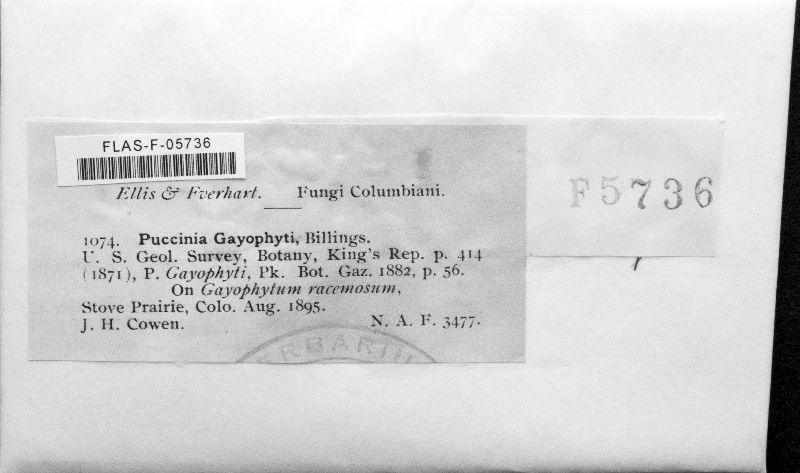 FLAS-F-05736
Ellis & Everhart. Fungi Columbiani.
F5736
1074. Puccinia Gayophyti, Billings.
U. S. Geol. Survey, Botany, King's Rep. p. 414
(1871), P. Gayophyti, Pk. Bot. Gaz. 1882, p. 56.
On Gayophytum racemosum,
Stove Prairie, Colo. Aug. 1895.
J. H. Cowen. N. A. F. 3477.